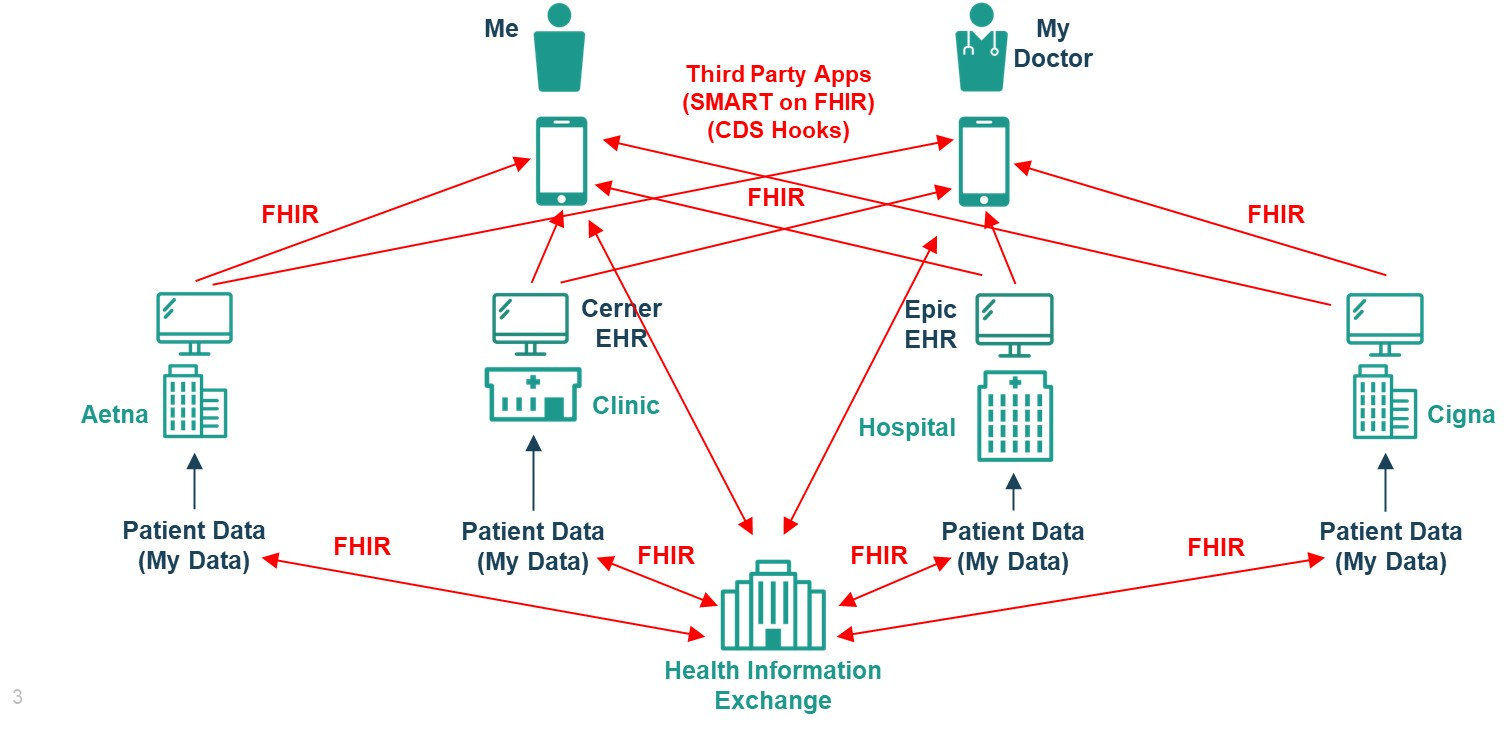 Me
My
Doctor
Third Party Apps
(SMART on FHIR)
(CDS Hooks)
FHIR
FHIR
FHIR
Cerner
EHR
Epic
EHR
Aetna
Clinic
Hospital
Cigna
Patient Data
(My Data)
Patient Data
(My Data)
Patient Data
(My Data)
Patient Data
(My Data)
FHIR
FHIR
FHIR
FHIR
Health Information
Exchange
3